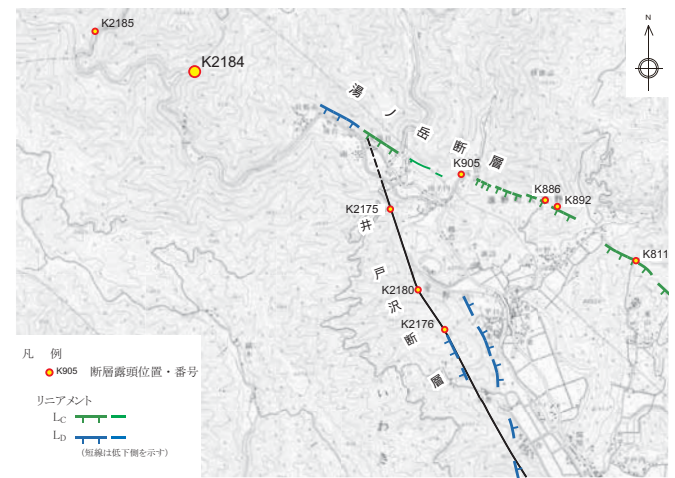 K2185
N
K2184
湯ノ岳断層
K905
K886
K892
K2175
井戸沢断層
K811
K2180
K2176
いわき
凡 例
K905 断層露頭位置・番号
リニアメント
LC
LD
(短線は低下側を示す)